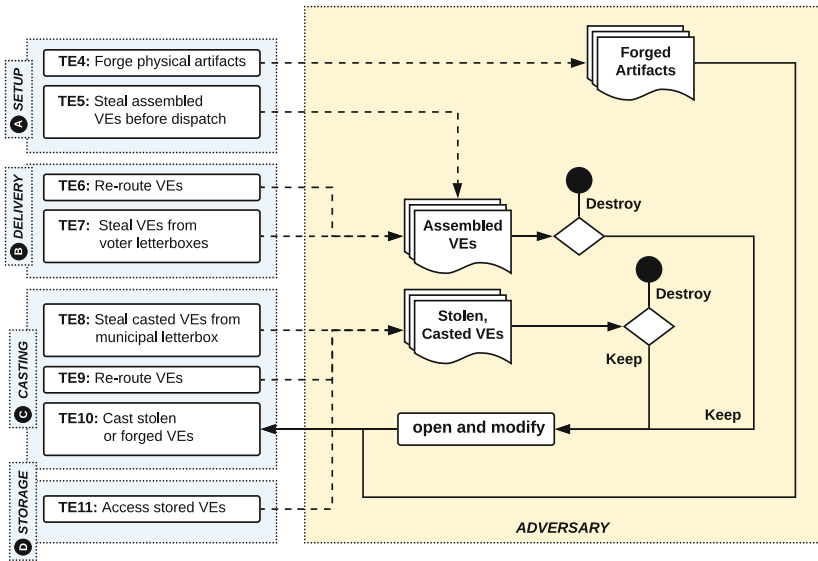 A SETUP
TE4: Forge physical artifacts
TE5: Steal assembled
VEs before dispatch
B DELIVERY
TE6: Re-route VEs
TE7: Steal VEs from
voter letterboxes
C CASTING
TE8: Steal casted VEs from
municipal letterbox
TE9: Re-route VEs
TE10: Cast stolen
or forged VEs
D STORAGE
TE11: Access stored VEs
Forged
Artifacts
Assembled
VEs
Destroy
Stolen,
Casted VEs
Destroy
Keep
Keep
open and modify
ADVERSARY